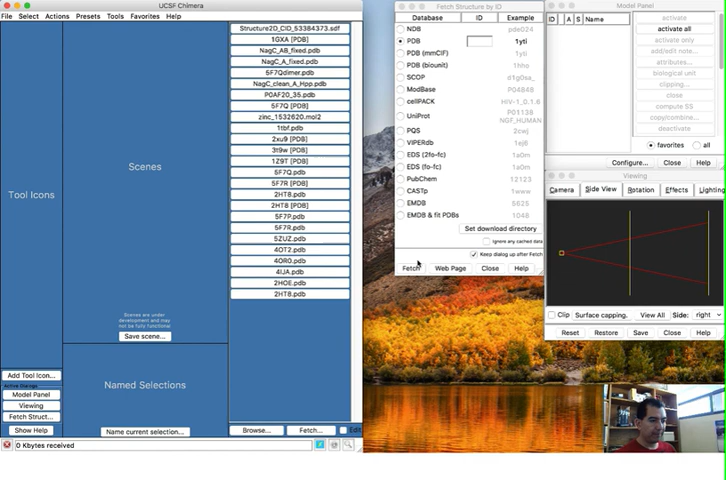 UCSF Chimera
File Select Actions Presets Tools Favorites Help
Tool Icons
Add Tool Icon...
Active Dialogs
Model Panel
Viewing
Fetch Struct...
Show Help
Scenes
Scenes are under
development and may
not be fully functional
Save scene...
Named Selections
Name current selection...
Structure2D_CID_53384373.sdf
1GXA [PDB]
NagC_AB_fixed.pdb
NagC_A_fixed.pdb
5F7Qdimer.pdb
NagC_clean_A_Hpp.pdb
P0AF20_35.pdb
5F7Q [PDB]
zinc_1532620.mol2
1tbf.pdb
2xu9 [PDB]
3t9w [PDB]
1Z9T [PDB]
5F7Q.pdb
5F7R [PDB]
2HT8.pdb
2HT8 [PDB]
5F7P.pdb
5F7R.pdb
5ZUZ.pdb
4OT2.pdb
4OR0.pdb
4IJA.pdb
2HOE.pdb
2HT8.pdb
Browse... Fetch... Edit
0 Kbytes received
Fetch Structure by ID
Database ID Example
NDB pde024
PDB 1yti
PDB (mmCIF) 1yti
PDB (biounit) 1hho
SCOP d1g0sa_
ModBase P04848
cellPACK HIV-1_0.1.6
UniProt P01138
NGF_HUMAN
PQS 2cwj
VIPERdb 1ej6
EDS (2fo-fc) 1a0m
EDS (fo-fc) 1a0m
PubChem 12123
CASTp 1www
EMDB 5625
EMDB & fit PDBs 1048
Set download directory
Ignore any cached data
Keep dialog up after Fetch
Fetch Web Page Close Help
Model Panel
ID A S Name
activate
activate all
activate only
add/edit note...
attributes...
biological unit
clipping...
close
compute SS
copy/combine...
deactivate
favorites all
Configure... Close Help
Viewing
Camera Side View Rotation Effects Lighting
Clip Surface capping. View All Side: right
Reset Restore Save Close Help